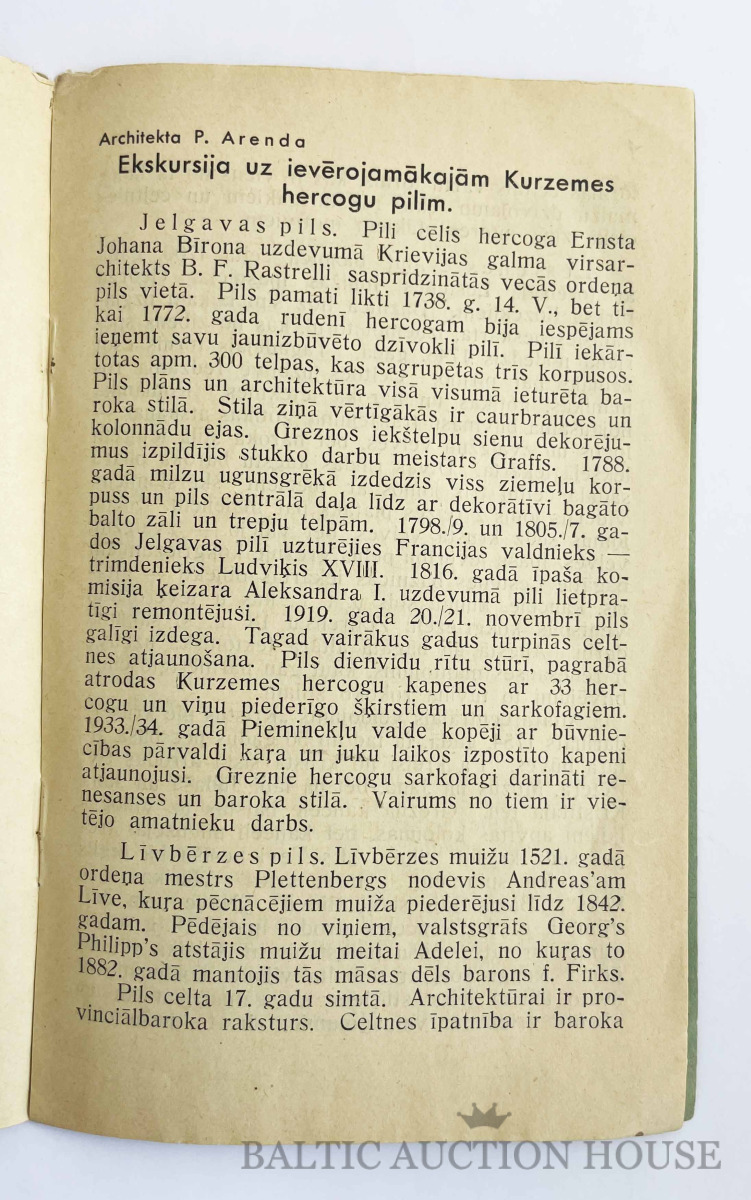 Architekta P. Arenda
Ekskursija uz ievērojamākajām Kurzemes
hercogu pilīm.
Jelgavas pils. Pili cēlis hercoga Ernsta
Johana Bīrona uzdevumā Krievijas galma virsar-
chitekts B. F. Rastrelli saspridzinātās vecās ordeņa
pils vietā. Pils pamati likti 1738. g. 14. V., bet ti-
kai 1772. gada rudenī hercogam bija iespējams
ieņemt savu jaunizbūvēto dzīvokli pilī. Pilī iekār-
totas apm. 300 telpas, kas sagrupētas trīs korpusos.
Pils plāns un architektūra visā visumā ieturēta ba-
roka stilā. Stila ziņā vērtīgākās ir caurbrauces un
kolonnādu ejas. Greznos iekštelpu sienu dekorēju-
mus izpildījis stukko darbu meistars Graffs. 1788.
gadā milzu ugunsgrēkā izdedzis viss ziemeļu kor-
puss un pils centrālā daļa līdz ar dekorātīvi bagāto
balto zāli un trepju telpām. 1798./9. un 1805./7. ga-
dos Jelgavas pilī uzturējies Francijas valdnieks —
trimdenieks Ludviķis XVIII. 1816. gadā īpaša ko-
misija ķeizara Aleksandra I. uzdevumā pili lietpra-
tīgi remontējusi. 1919. gada 20./21. novembrī pils
galīgi izdega. Tagad vairākus gadus turpinās celt-
nes atjaunošana. Pils dienvidu rītu stūrī, pagrabā
atrodas Kurzemes hercogu kapenes ar 33 her-
cogu un viņu piederīgo šķirstiem un sarkofagiem.
1933./34. gadā Pieminekļu valde kopēji ar būvnie-
cības pārvaldi kaŗa un juku laikos izpostīto kapeni
atjaunojusi. Greznie hercogu sarkofagi darināti re-
nesanses un baroka stilā. Vairums no tiem ir vie-
tējo amatnieku darbs.
Līvbērzes pils. Līvbērzes muižu 1521. gadā
ordeņa mestrs Plettenbergs nodevis Andreas'am
Līve, kuŗa pēcnācējiem muiža piederējusi līdz 1842.
gadam. Pēdējais no viņiem, valstsgrāfs Georg's
Philipp's atstājis muižu meitai Adelei, no kuŗas to
1882. gadā mantojis tās māsas dēls barons f. Firks.
Pils celta 17. gadu simtā. Architektūrai ir pro-
vinciālbaroka raksturs. Celtnes īpatnība ir baroka
BALTIC AUCTION HOUSE